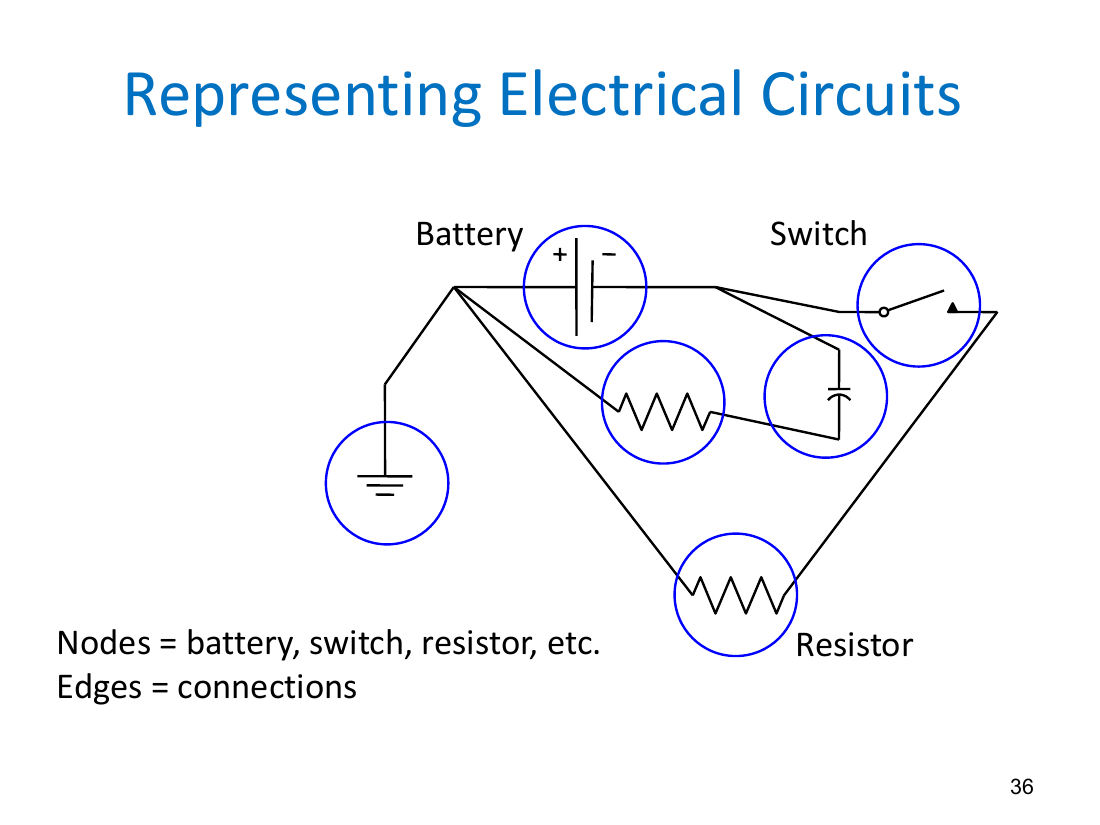 Representing Electrical Circuits
Battery
Switch
+ −
Nodes = battery, switch, resistor, etc.
Resistor
Edges = connections
36